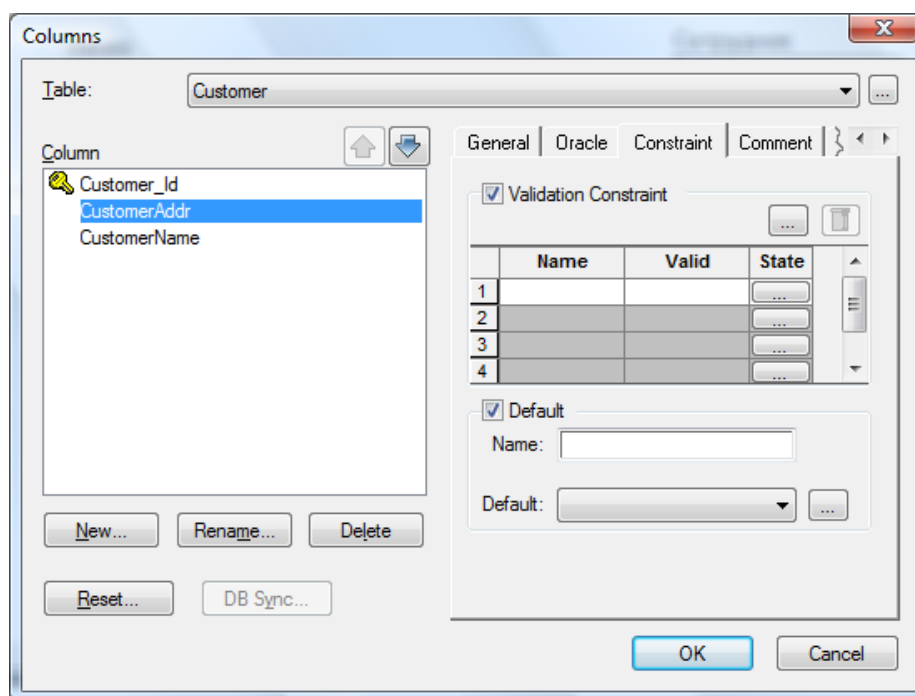 Columns
Table: Customer ...
Column
Customer_Id
CustomerAddr
CustomerName
New... Rename... Delete
Reset... DB Sync...
General Oracle Constraint Comment
Validation Constraint
...
Name Valid State
1 ...
2 ...
3 ...
4 ...
Default
Name:
Default: ...
OK Cancel